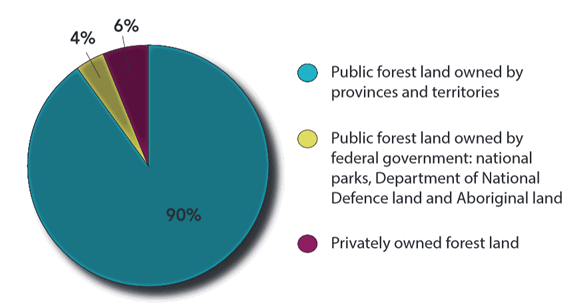 4%
6%
90%
Public forest land owned by
provinces and territories
Public forest land owned by
federal government: national
parks, Department of National
Defence land and Aboriginal land
Privately owned forest land